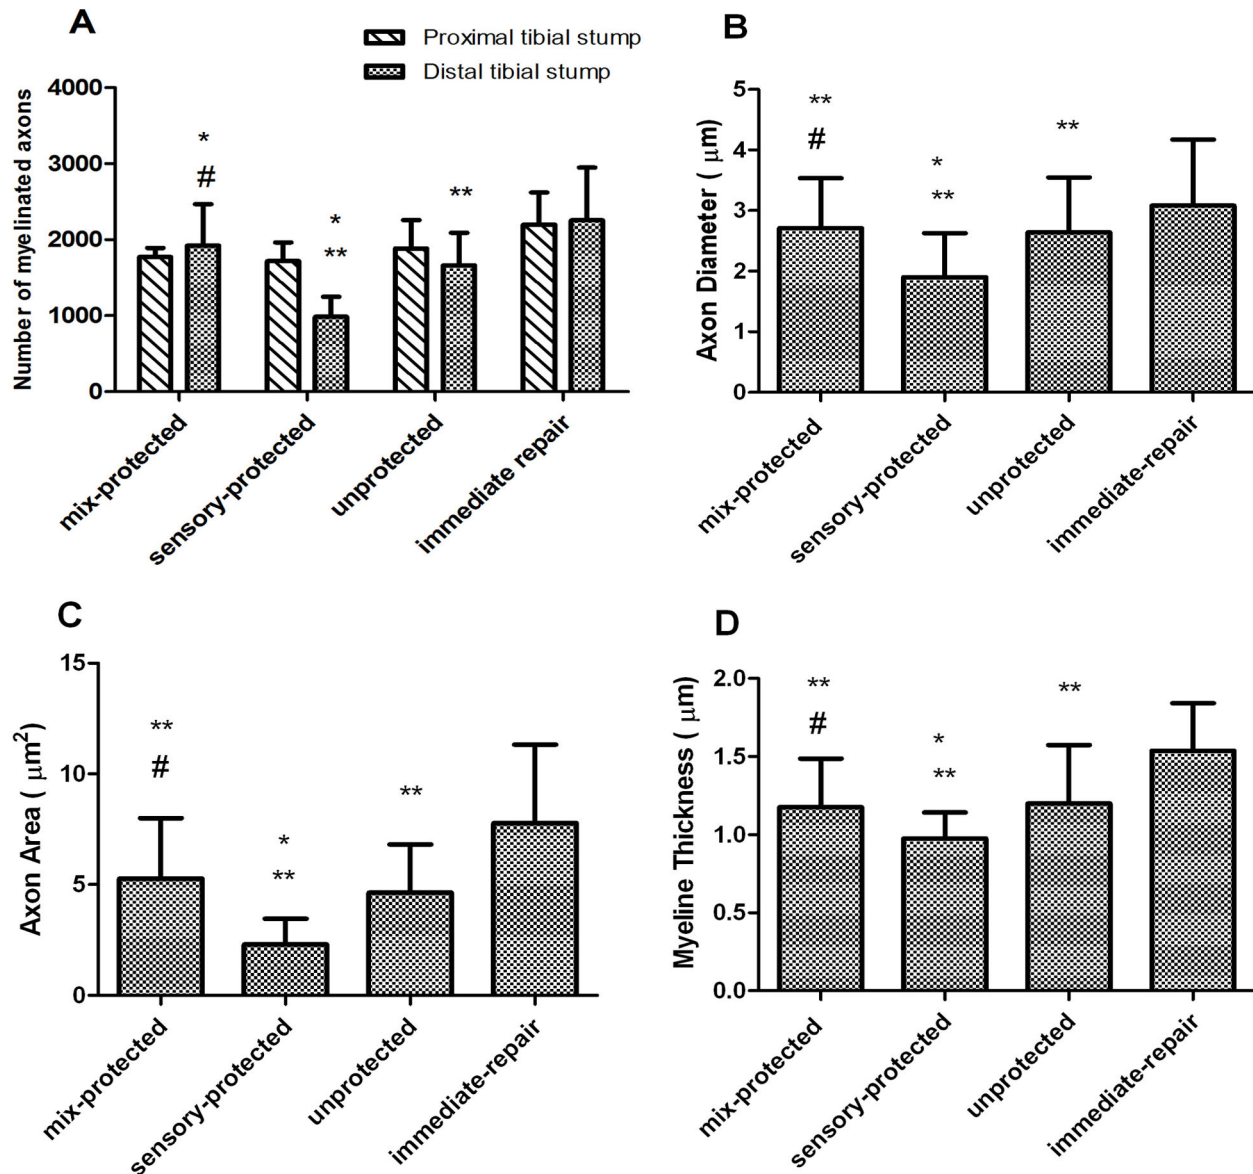 A
Proximal tibial stump
Distal tibial stump
Number of myelinated axons
4000
3000
2000
1000
0
*
#
*
**
**
mix-protected
sensory-protected
unprotected
immediate repair
B
Axon Diameter ( μm)
5
4
3
2
1
0
**
#
*
**
**
mix-protected
sensory-protected
unprotected
immediate-repair
C
Axon Area ( μm²)
15
10
5
0
**
#
*
**
**
mix-protected
sensory-protected
unprotected
immediate-repair
D
Myeline Thickness ( μm)
2.0
1.5
1.0
0.5
0.0
**
#
*
**
**
mix-protected
sensory-protected
unprotected
immediate-repair